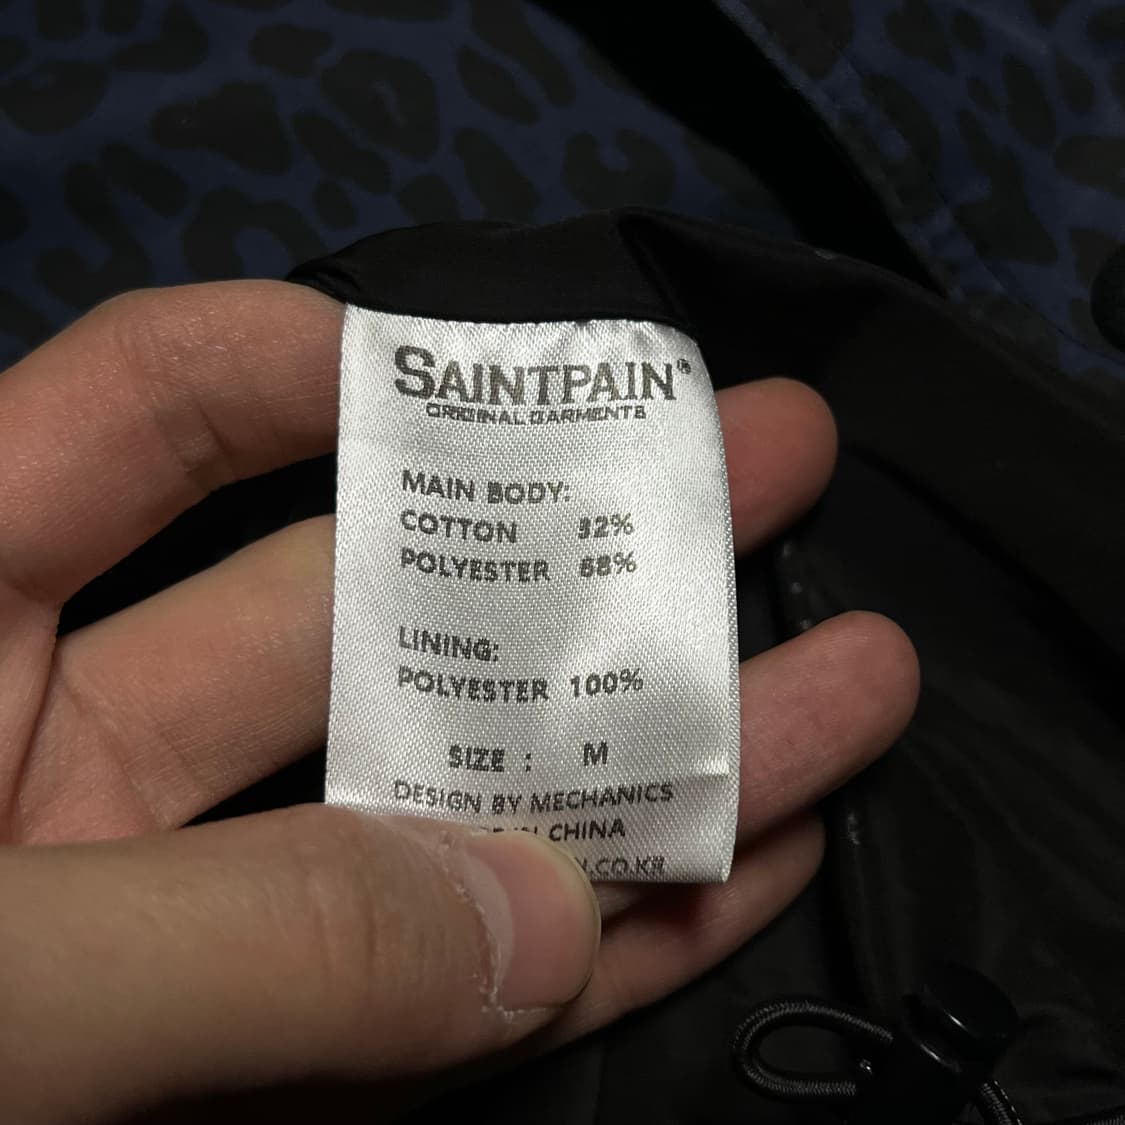 SAINTPAIN®
ORIGINAL GARMENTS
MAIN BODY:
COTTON 32%
POLYESTER 68%
LINING:
POLYESTER 100%
SIZE : M
DESIGN BY MECHANICS
CHINA
.CO.KR